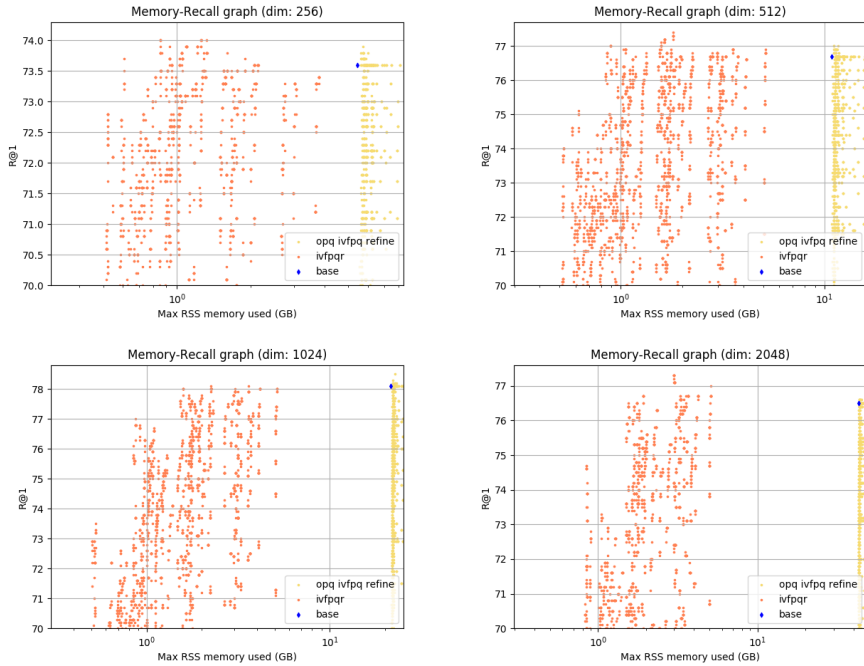 Memory-Recall graph (dim: 256)
74.0
73.5
73.0
72.5
72.0
71.5
71.0
70.5
70.0
R@1
10⁰
Max RSS memory used (GB)
opq ivfpq refine
ivfpqr
base
Memory-Recall graph (dim: 512)
77
76
75
74
73
72
71
70
R@1
10⁰
10¹
Max RSS memory used (GB)
opq ivfpq refine
ivfpqr
base
Memory-Recall graph (dim: 1024)
78
77
76
75
74
73
72
71
70
R@1
10⁰
10¹
Max RSS memory used (GB)
opq ivfpq refine
ivfpqr
base
Memory-Recall graph (dim: 2048)
77
76
75
74
73
72
71
70
R@1
10⁰
10¹
Max RSS memory used (GB)
opq ivfpq refine
ivfpqr
base